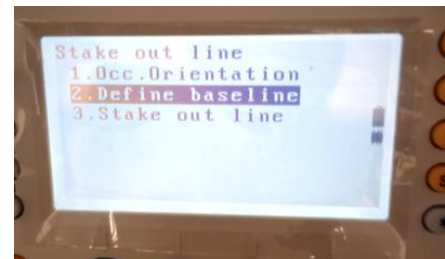 Stake out line
1.Occ.Orientation
2.Define baseline
3.Stake out line